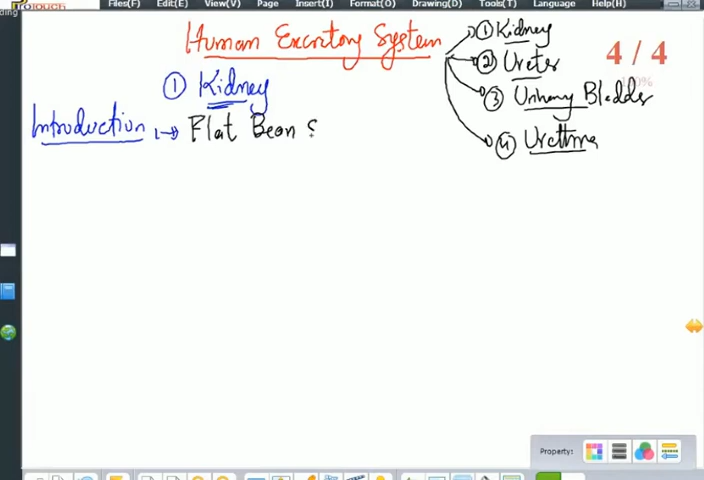 Files(F) Edit(E) View(V) Page Insert(I) Format(O) Drawing(D) Tools(T) Language Help(H)
Human Excretory System
① Kidney
② Ureter
③ Urinary Bladder
④ Urethra
4 / 4
100%
① Kidney
Introduction → Flat Bean S
Property: